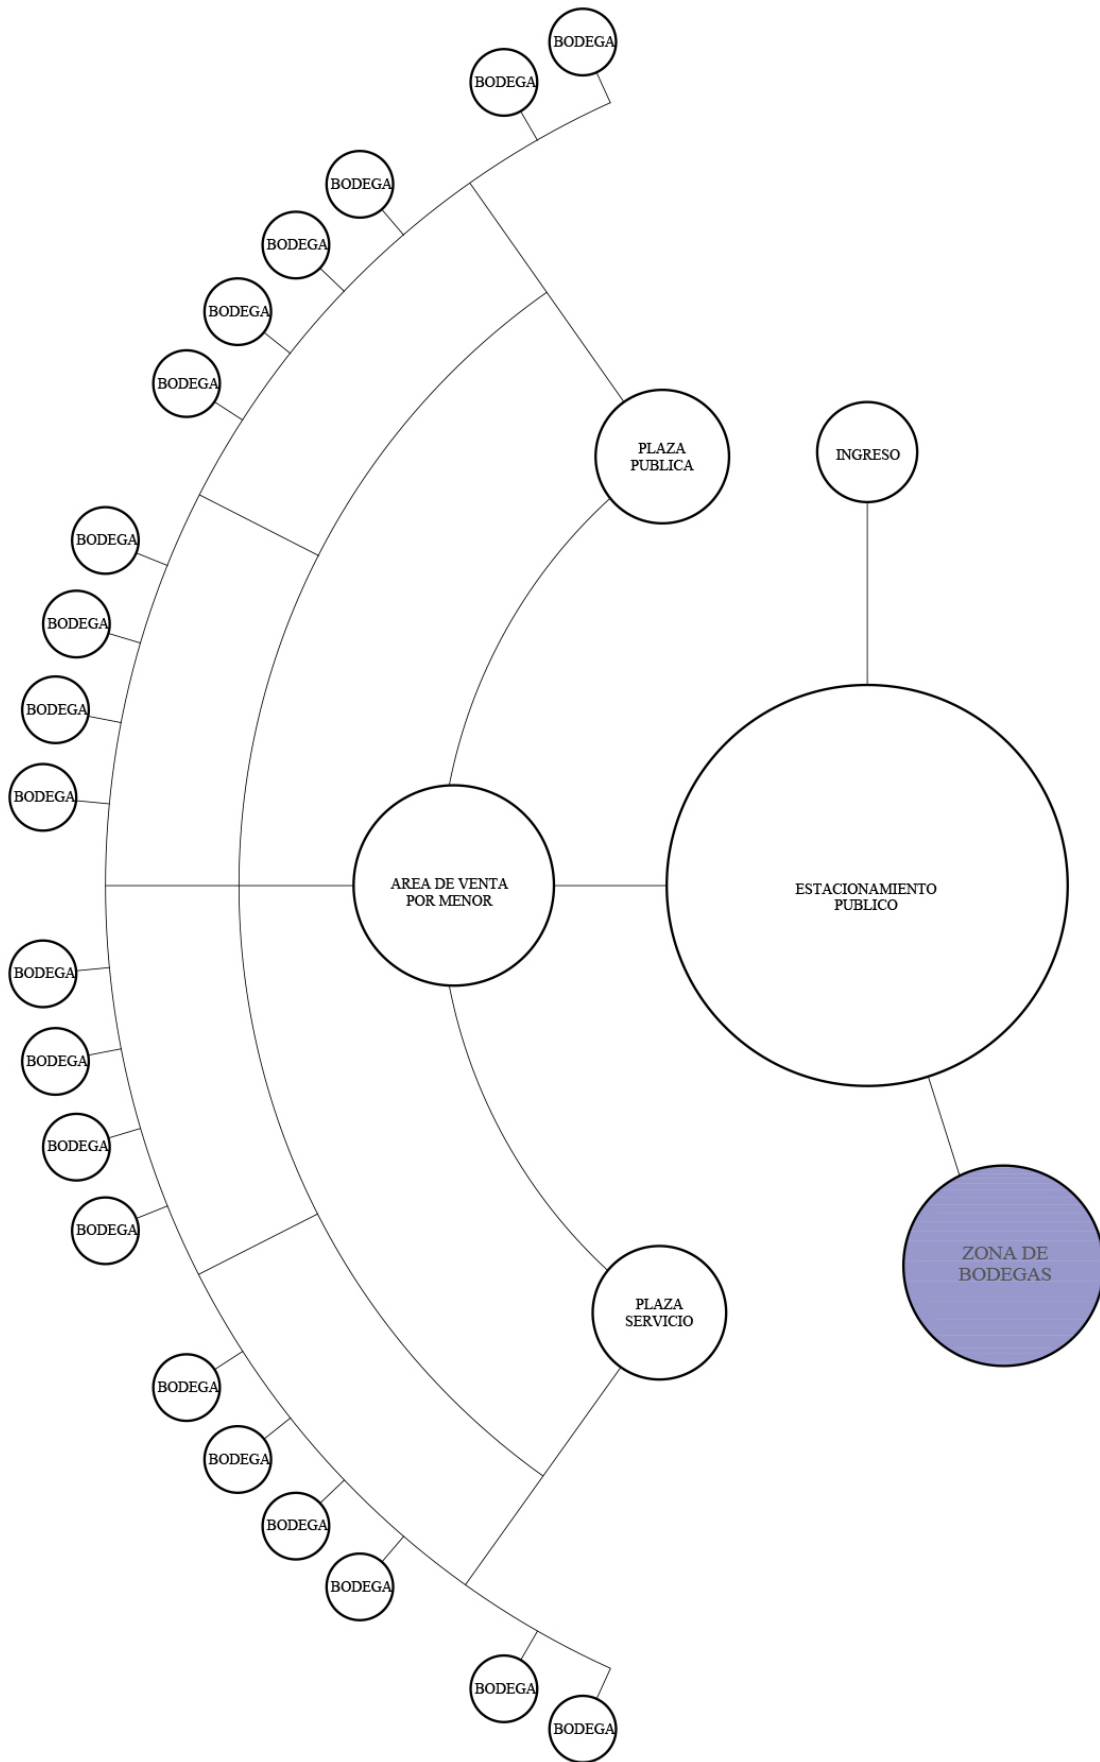 BODEGA
BODEGA
BODEGA
BODEGA
BODEGA
BODEGA
PLAZA
PUBLICA
INGRESO
BODEGA
BODEGA
BODEGA
BODEGA
AREA DE VENTA
POR MENOR
ESTACIONAMIENTO
PUBLICO
BODEGA
BODEGA
BODEGA
BODEGA
ZONA DE
BODEGAS
PLAZA
SERVICIO
BODEGA
BODEGA
BODEGA
BODEGA
BODEGA
BODEGA